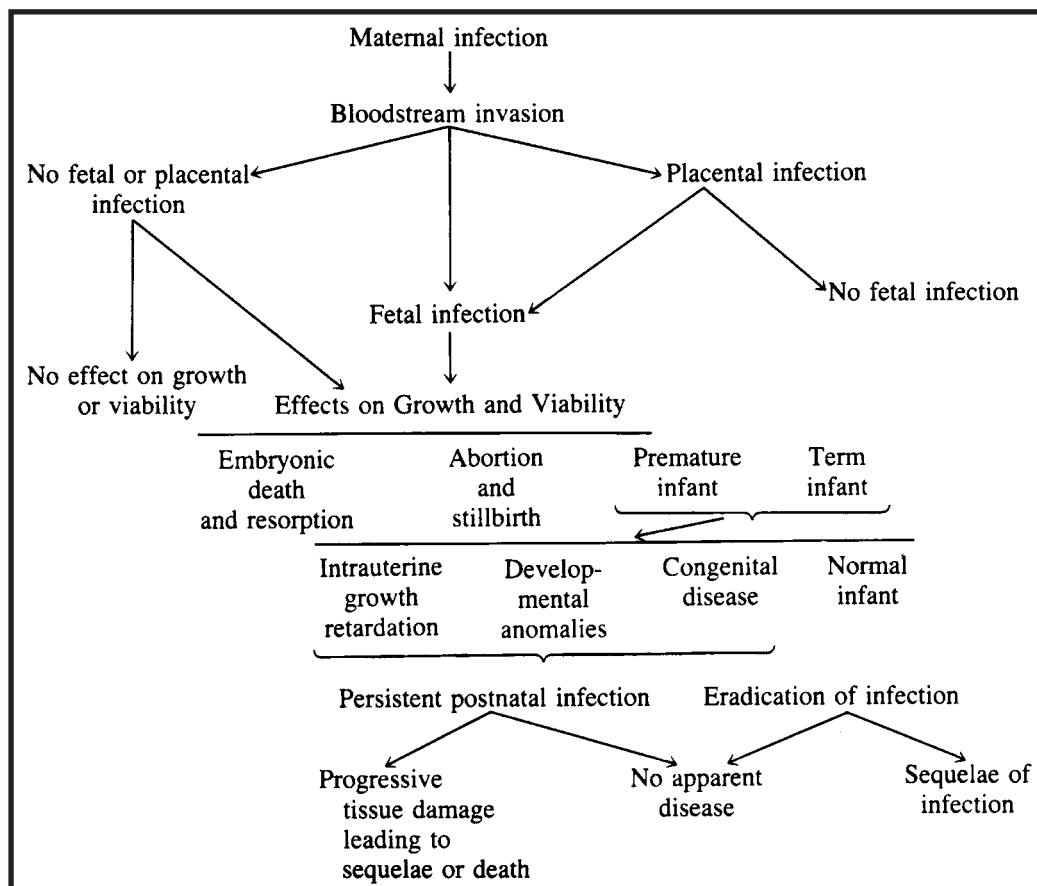 Maternal infection
Bloodstream invasion
No fetal or placental
infection
Placental infection
No fetal infection
Fetal infection
No effect on growth
or viability
Effects on Growth and Viability
Embryonic
death
and resorption
Abortion
and
stillbirth
Premature
infant
Term
infant
Intrauterine
growth
retardation
Develop-
mental
anomalies
Congenital
disease
Normal
infant
Persistent postnatal infection
Eradication of infection
Progressive
tissue damage
leading to
sequelae or death
No apparent
disease
Sequelae of
infection